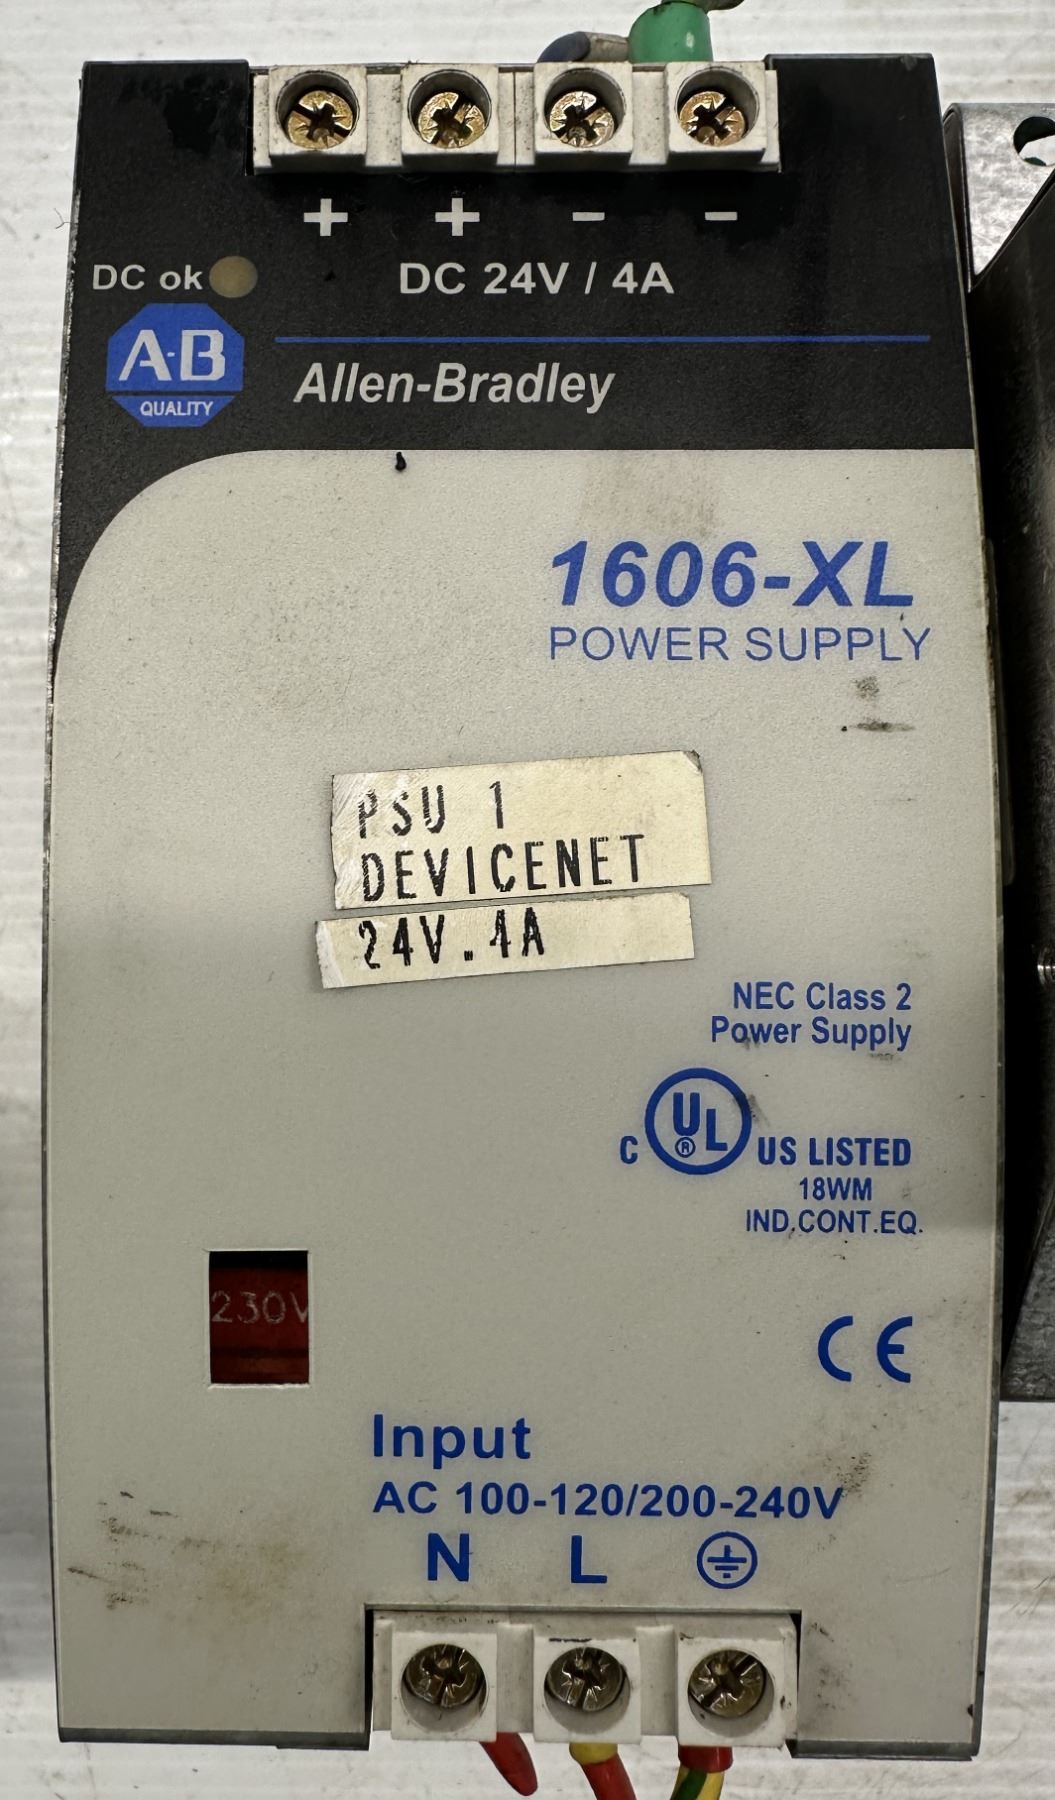 + + - -
DC ok
DC 24V / 4A
A-B
QUALITY
Allen-Bradley
1606-XL
POWER SUPPLY
PSU 1
DEVICENET
24V.4A
NEC Class 2
Power Supply
C UL® US LISTED
18WM
IND.CONT.EQ.
230V
CE
Input
AC 100-120/200-240V
N L